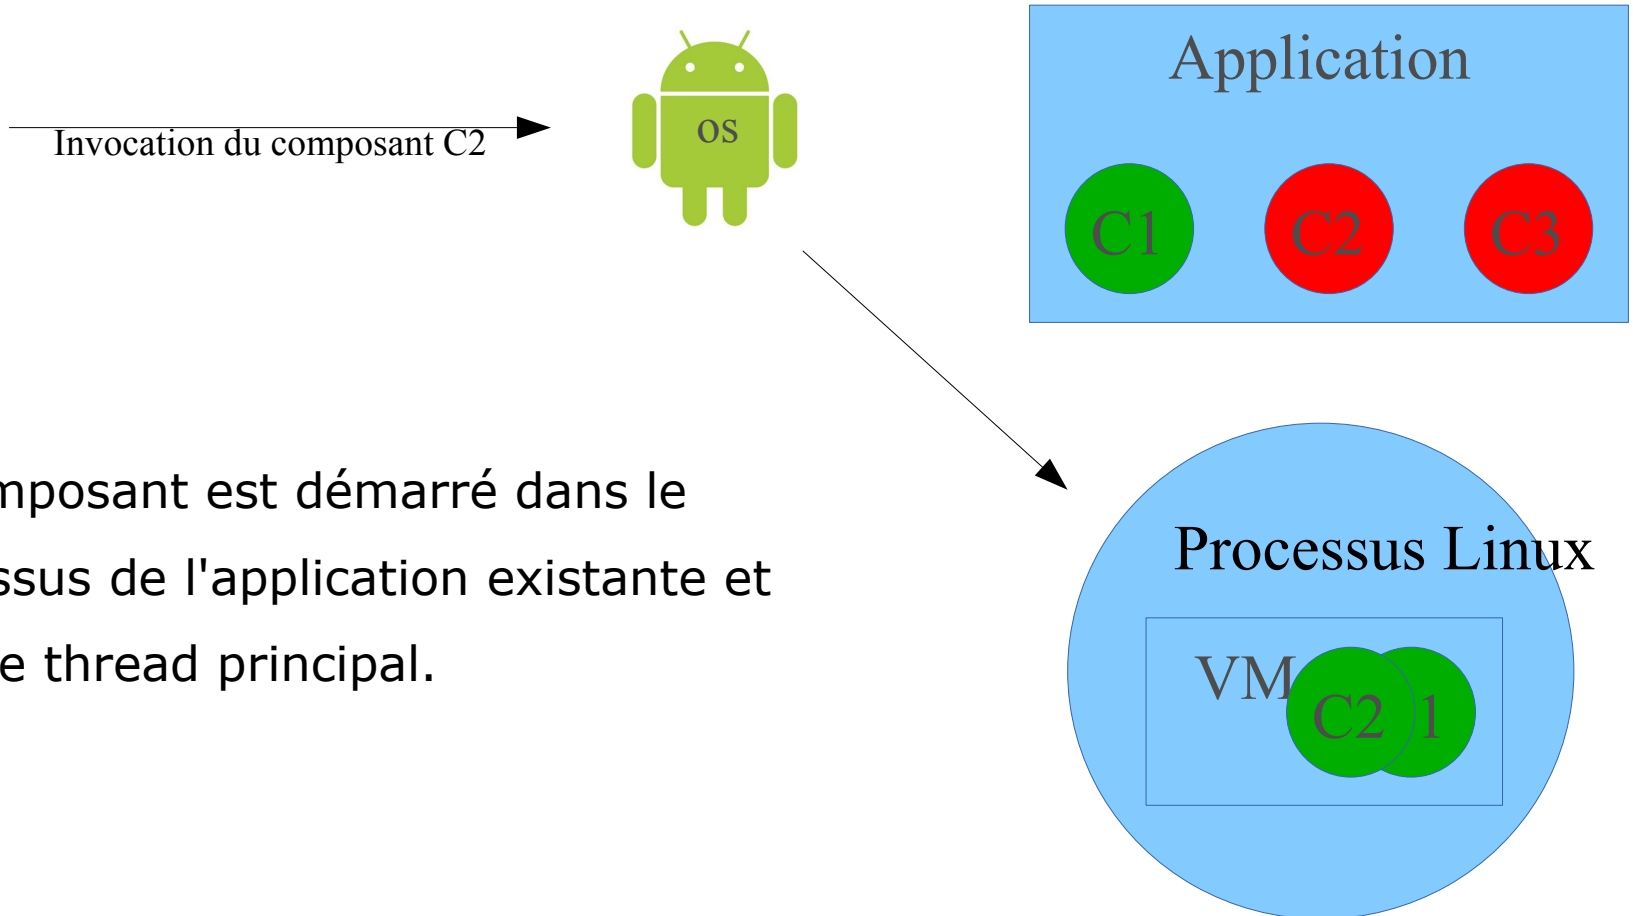 Invocation du composant C2
os
Application
C1 C2 C3
mposant est démarré dans le
ssus de l'application existante et
e thread principal.
Processus Linux
VM
C2 1